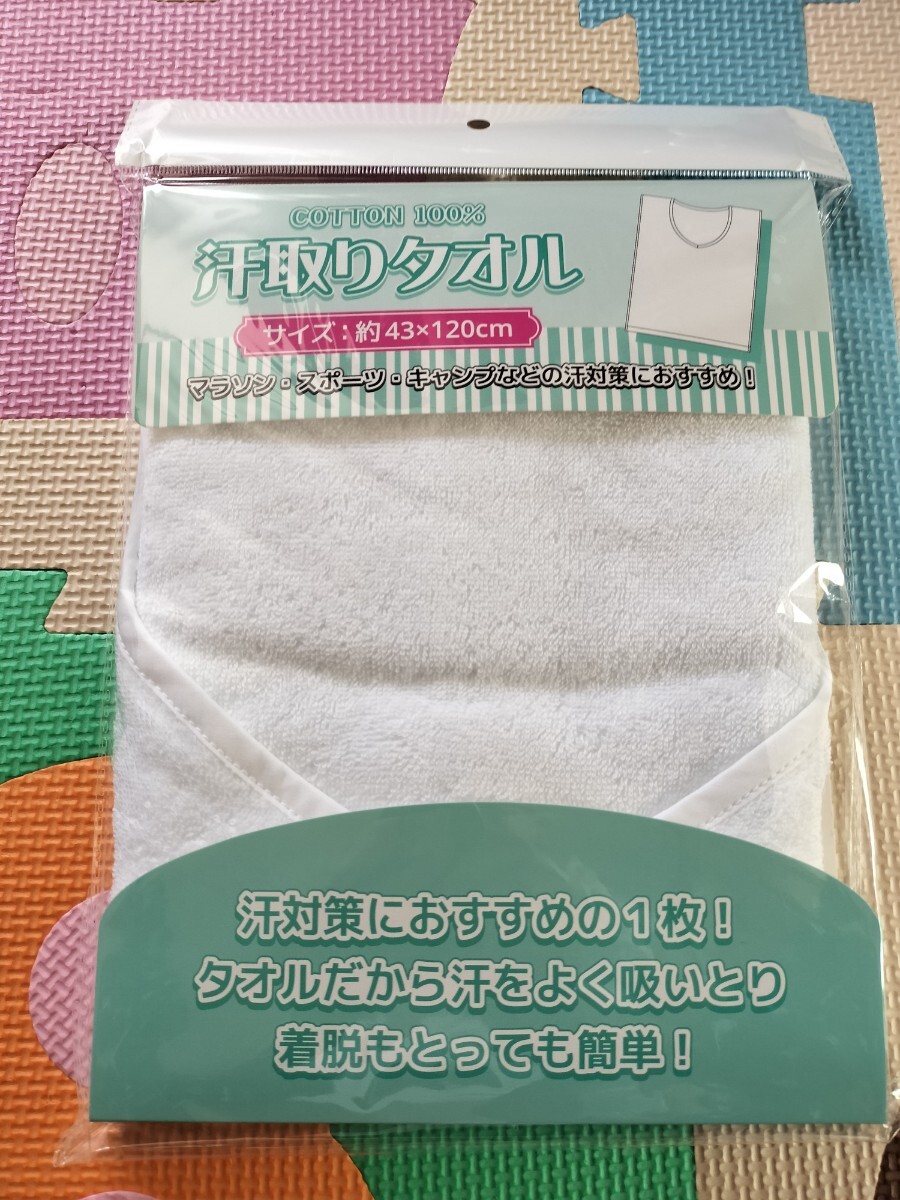 COTTON 100%
汗取りタオル
サイズ：約43×120cm
マラソン・スポーツ・キャンプなどの汗対策におすすめ！
汗対策におすすめの１枚！
タオルだから汗をよく吸いとり
着脱もとっても簡単！